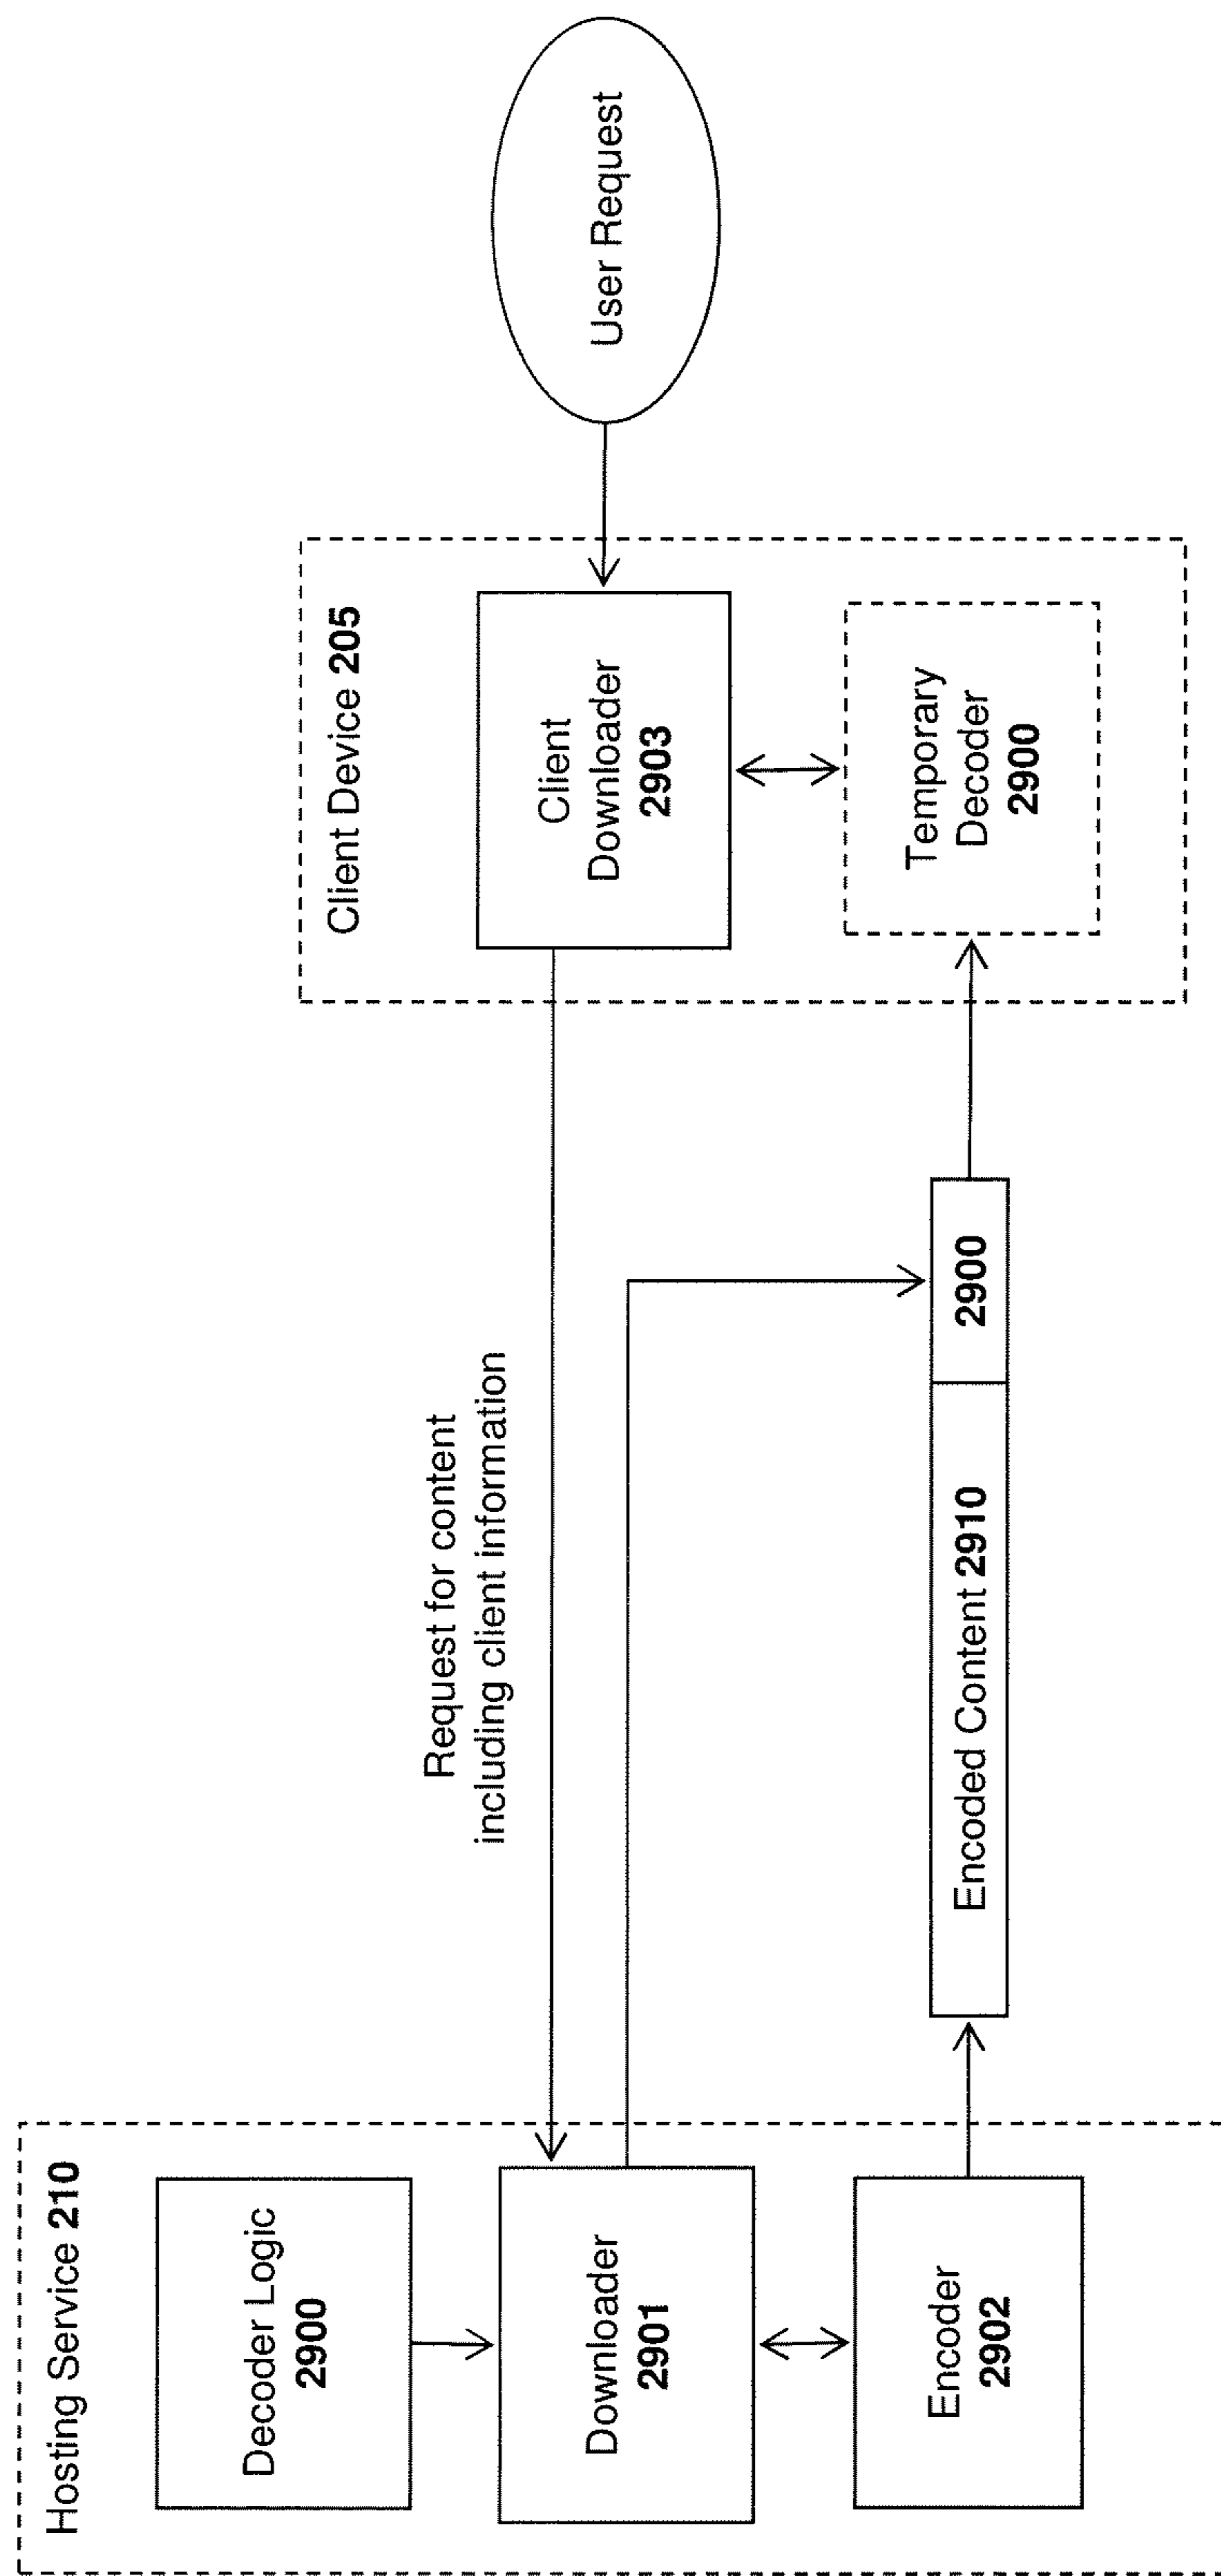 Hosting Service 210
Decoder Logic
2900
Downloader
2901
Encoder
2902
Request for content
including client information
Encoded Content 2910
2900
Client Device 205
Client
Downloader
2903
Temporary
Decoder
2900
User Request